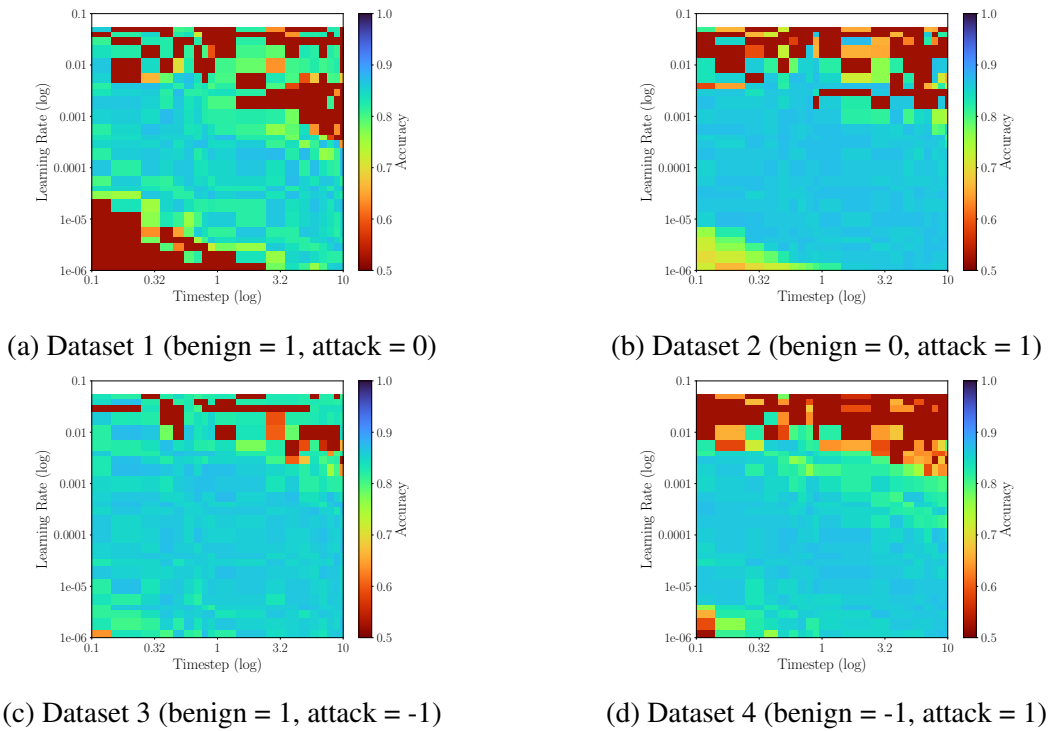 0.1
0.01
0.001
0.0001
1e-05
1e-06
0.1
0.32
1
3.2
10
Learning Rate (log)
Timestep (log)
1.0
0.9
0.8
0.7
0.6
0.5
Accuracy
(a) Dataset 1 (benign = 1, attack = 0)
0.1
0.01
0.001
0.0001
1e-05
1e-06
0.1
0.32
1
3.2
10
Learning Rate (log)
Timestep (log)
1.0
0.9
0.8
0.7
0.6
0.5
Accuracy
(b) Dataset 2 (benign = 0, attack = 1)
0.1
0.01
0.001
0.0001
1e-05
1e-06
0.1
0.32
1
3.2
10
Learning Rate (log)
Timestep (log)
1.0
0.9
0.8
0.7
0.6
0.5
Accuracy
(c) Dataset 3 (benign = 1, attack = -1)
0.1
0.01
0.001
0.0001
1e-05
1e-06
0.1
0.32
1
3.2
10
Learning Rate (log)
Timestep (log)
1.0
0.9
0.8
0.7
0.6
0.5
Accuracy
(d) Dataset 4 (benign = -1, attack = 1)